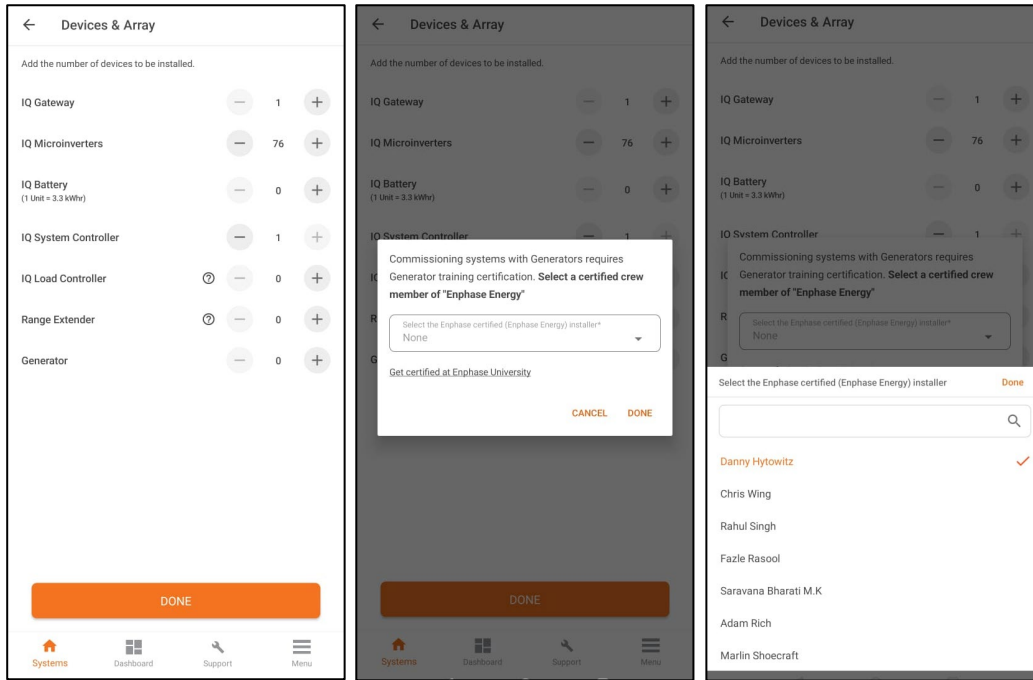 Devices & Array
Add the number of devices to be installed.
IQ Gateway 1
IQ Microinverters 76
IQ Battery 0
(1 Unit = 3.3 kWhr)
IQ System Controller 1
IQ Load Controller 0
Range Extender 0
Generator 0
DONE
Systems Dashboard Support Menu
Devices & Array
Add the number of devices to be installed.
IQ Gateway 1
IQ Microinverters 76
IQ Battery 0
(1 Unit = 3.3 kWhr)
IQ System Controller 1
Commissioning systems with Generators requires
Generator training certification. Select a certified crew
member of "Enphase Energy"
Select the Enphase certified (Enphase Energy) installer*
None
Get certified at Enphase University
CANCEL DONE
DONE
Systems Dashboard Support Menu
Devices & Array
Add the number of devices to be installed.
IQ Gateway 1
IQ Microinverters 76
IQ Battery 0
(1 Unit = 3.3 kWhr)
IQ System Controller 1
Commissioning systems with Generators requires
Generator training certification. Select a certified crew
member of "Enphase Energy"
Select the Enphase certified (Enphase Energy) installer*
None
Select the Enphase certified (Enphase Energy) installer Done
Danny Hytowitz
Chris Wing
Rahul Singh
Fazle Rasool
Saravana Bharati M.K
Adam Rich
Marlin Shoecraft